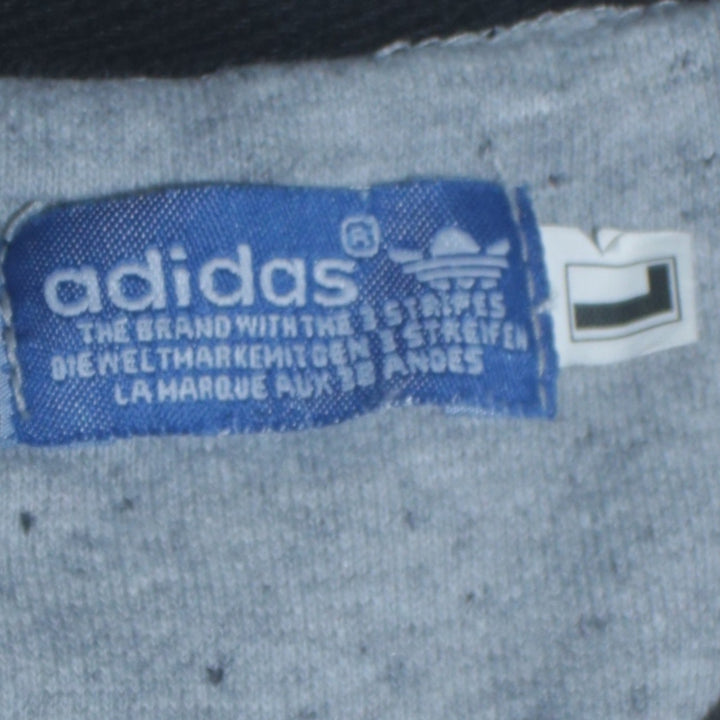 adidas®
THE BRAND WITH THE 3 STRIPES
DIE WELTMARKE MIT DEN 3 STREIFEN
LA MARQUE AUX 3 BANDES
L